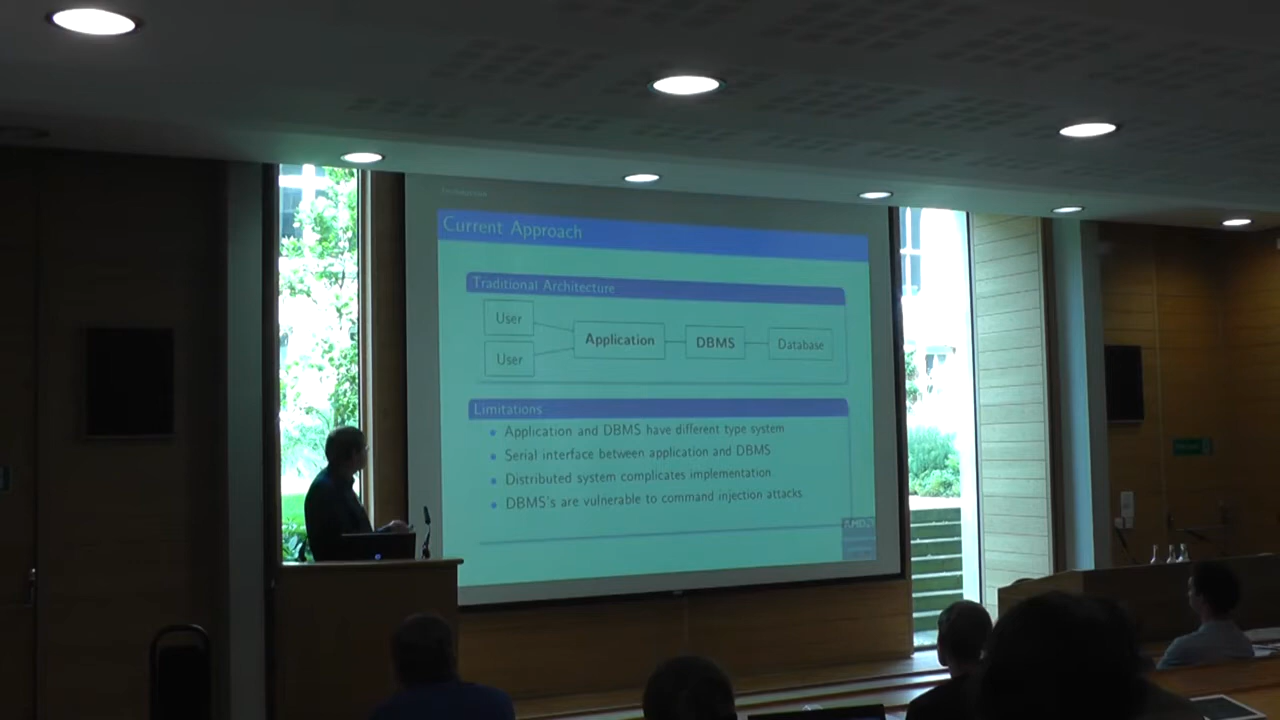 Current Approach
Traditional Architecture
User
User
Application
DBMS
Database
Limitations
Application and DBMS have different type system
Serial interface between application and DBMS
Distributed system complicates implementation
DBMS's are vulnerable to command injection attacks